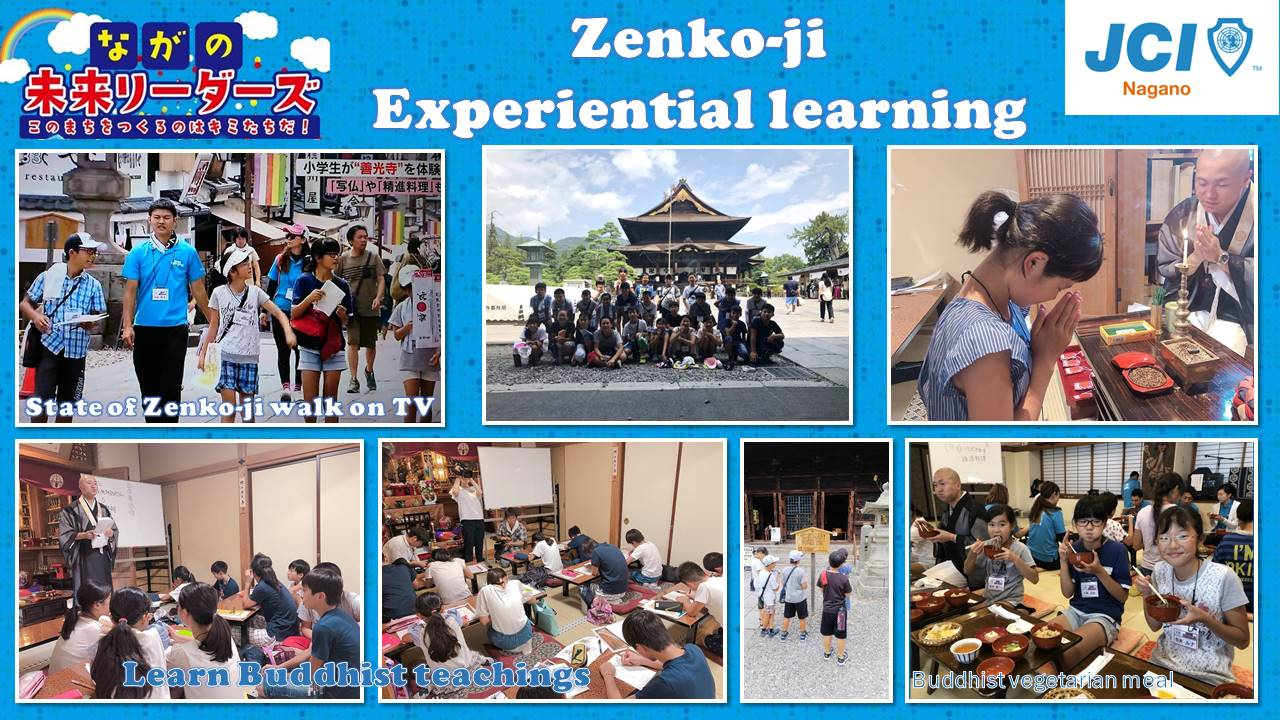 ながの
未来リーダーズ
このまちをつくるのはキミたちだ!
Zenko-ji
Experiential learning
JCI
TM
Nagano
小学生が“善光寺”を体験
「写仏」や「精進料理」も
State of Zenko-ji walk on TV
Learn Buddhist teachings
Buddhist vegetarian meal
I'M